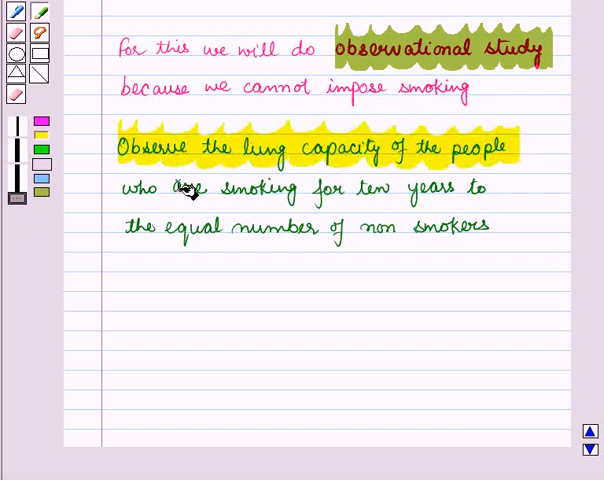 For this we will do observational study
because we cannot impose smoking
Observe the lung capacity of the people
who are smoking for ten years to
the equal number of non smokers